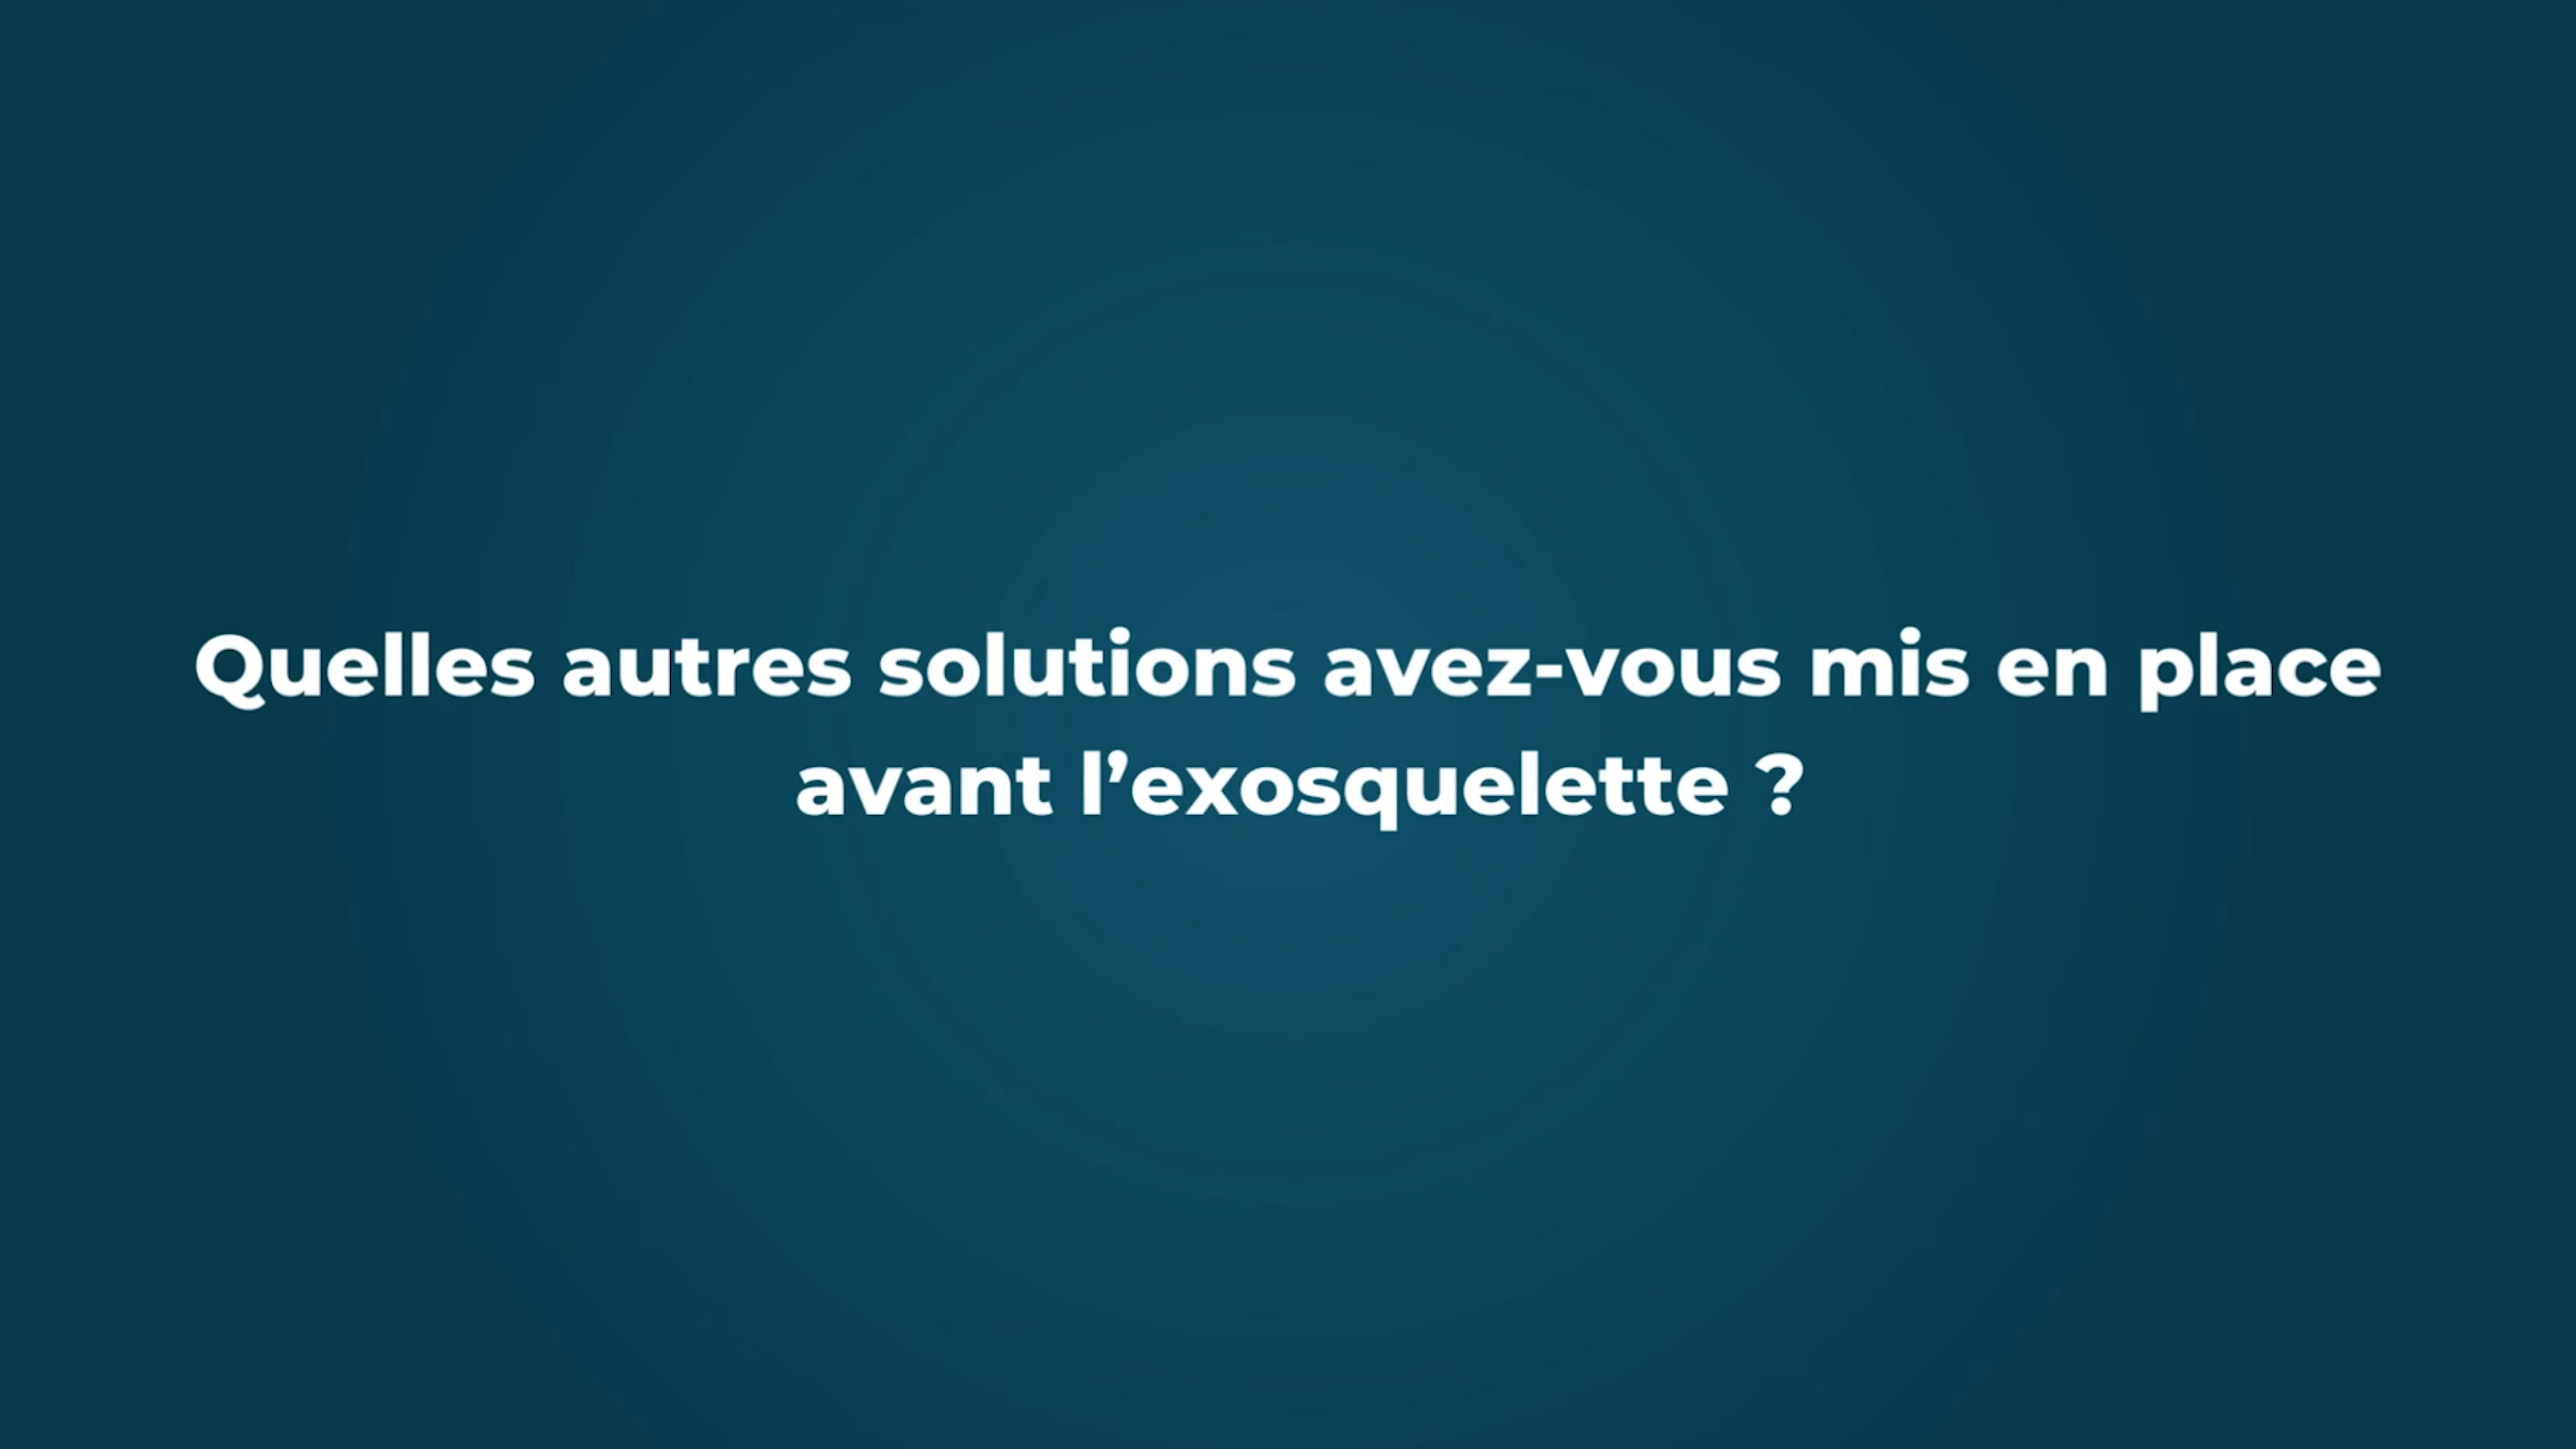 Quelles autres solutions avez-vous mis en place
avant l’exosquelette ?